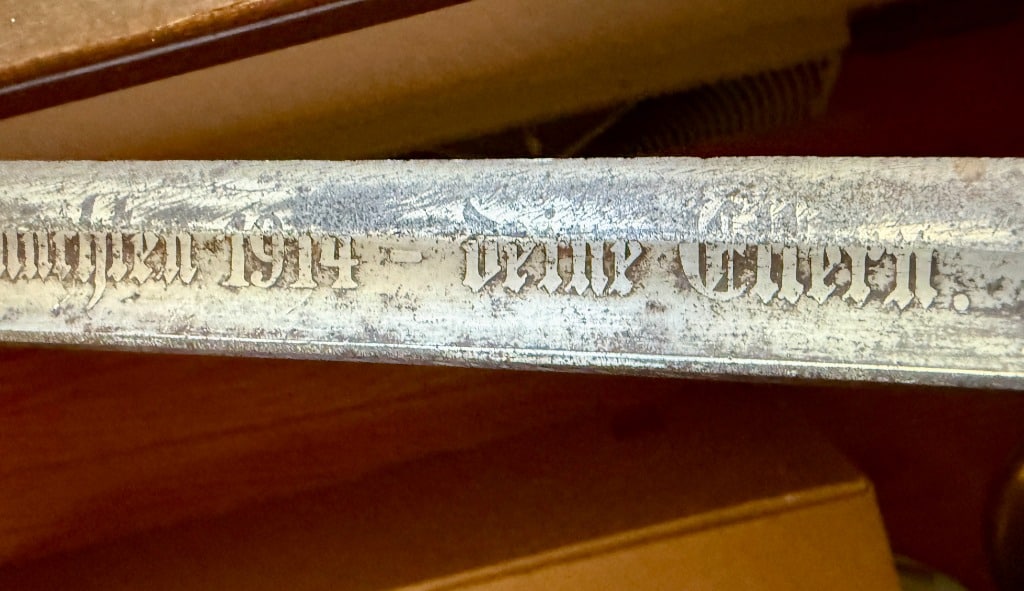 1914 - deine Eltern.